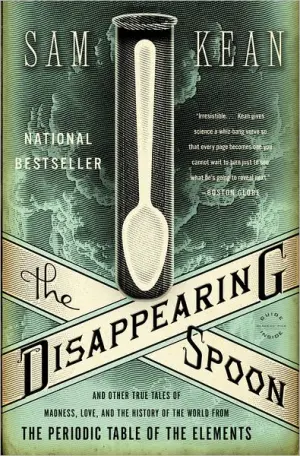 SAM KEAN
NATIONAL
BESTSELLER
"Irresistible. ... Kean gives
science a whiz-bang verve so
that every page becomes one you
cannot wait to turn just to see
what he's going to reveal next."
—BOSTON GLOBE
the
DISAPPEARING
SPOON
GUIDE
INSIDE
AND OTHER TRUE TALES OF
MADNESS, LOVE, AND THE HISTORY OF THE WORLD FROM
THE PERIODIC TABLE OF THE ELEMENTS